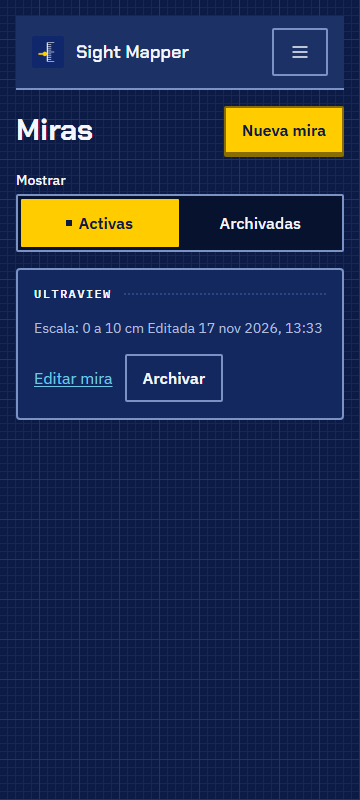 Sight Mapper
Miras
Nueva mira
Mostrar
Activas
Archivadas
ULTRAVIEW
Escala: 0 a 10 cm Editada 17 nov 2026, 13:33
Editar mira
Archivar